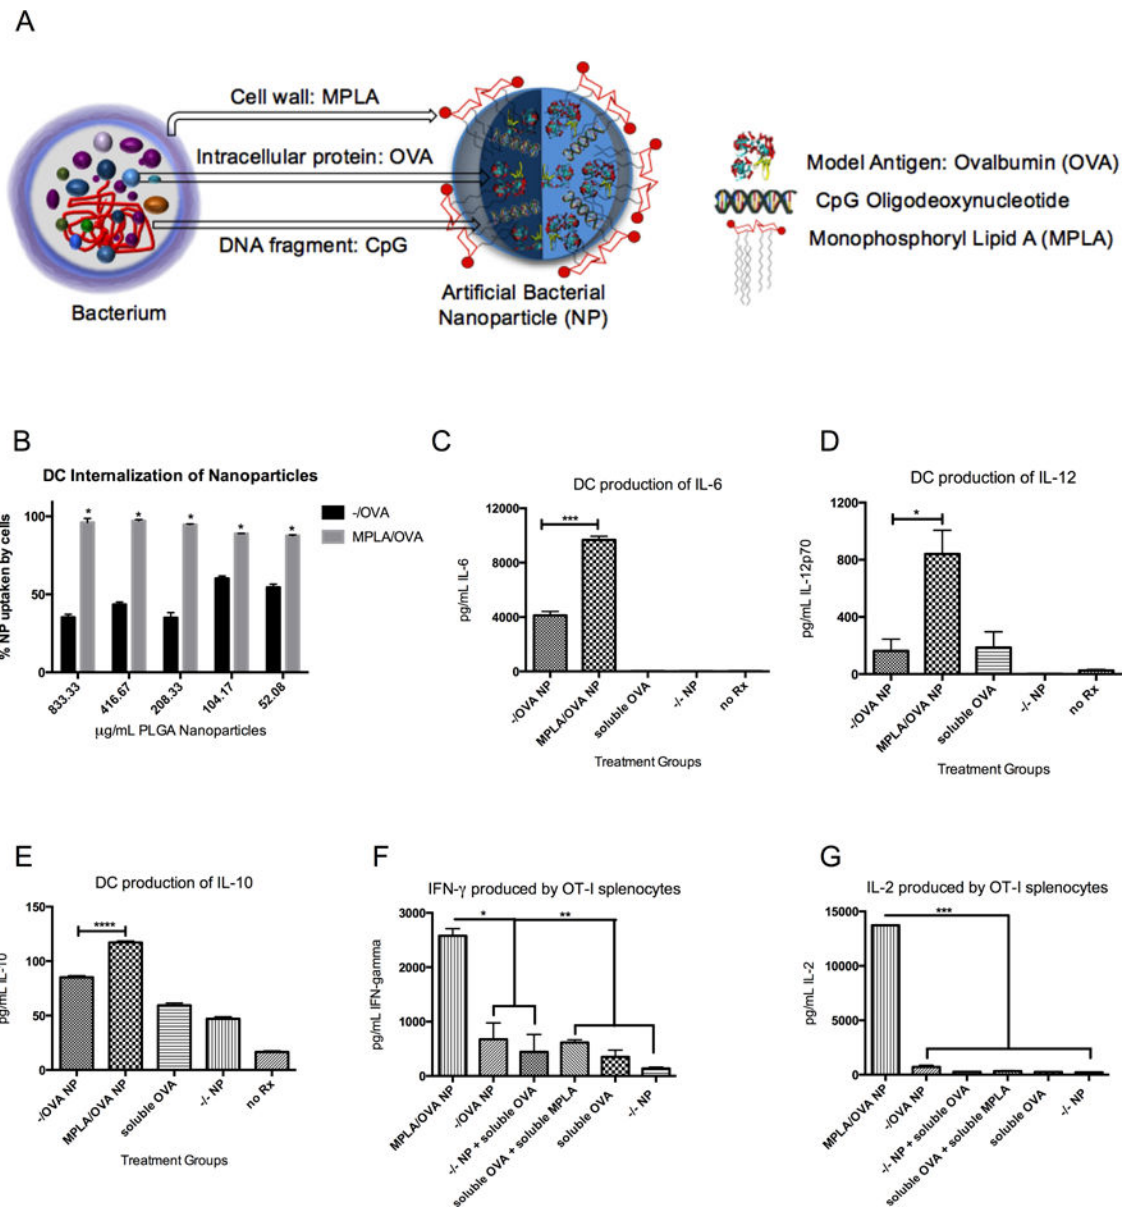 A
Cell wall: MPLA
Intracellular protein: OVA
DNA fragment: CpG
Bacterium
Artificial Bacterial
Nanoparticle (NP)
Model Antigen: Ovalbumin (OVA)
CpG Oligodeoxynucleotide
Monophosphoryl Lipid A (MPLA)
B
DC Internalization of Nanoparticles
% NP uptaken by cells
100
50
0
* * * * *
-/OVA
MPLA/OVA
833.33 416.67 208.33 104.17 52.08
µg/mL PLGA Nanoparticles
C
DC production of IL-6
pg/mL IL-6
12000
8000
4000
0
***
-/OVA NP MPLA/OVA NP soluble OVA -/- NP no Rx
Treatment Groups
D
DC production of IL-12
pg/mL IL-12p70
1200
800
400
0
*
-/OVA NP MPLA/OVA NP soluble OVA -/- NP no Rx
Treatment Groups
E
DC production of IL-10
pg/mL IL-10
150
100
50
0
****
-/OVA NP MPLA/OVA NP soluble OVA -/- NP no Rx
Treatment Groups
F
IFN-γ produced by OT-I splenocytes
pg/mL IFN-gamma
3000
2000
1000
0
* **
MPLA/OVA NP -/OVA NP -/- NP + soluble OVA soluble OVA + soluble MPLA soluble OVA -/- NP
G
IL-2 produced by OT-I splenocytes
pg/mL IL-2
15000
10000
5000
0
***
MPLA/OVA NP -/OVA NP -/- NP + soluble OVA soluble OVA + soluble MPLA soluble OVA -/- NP